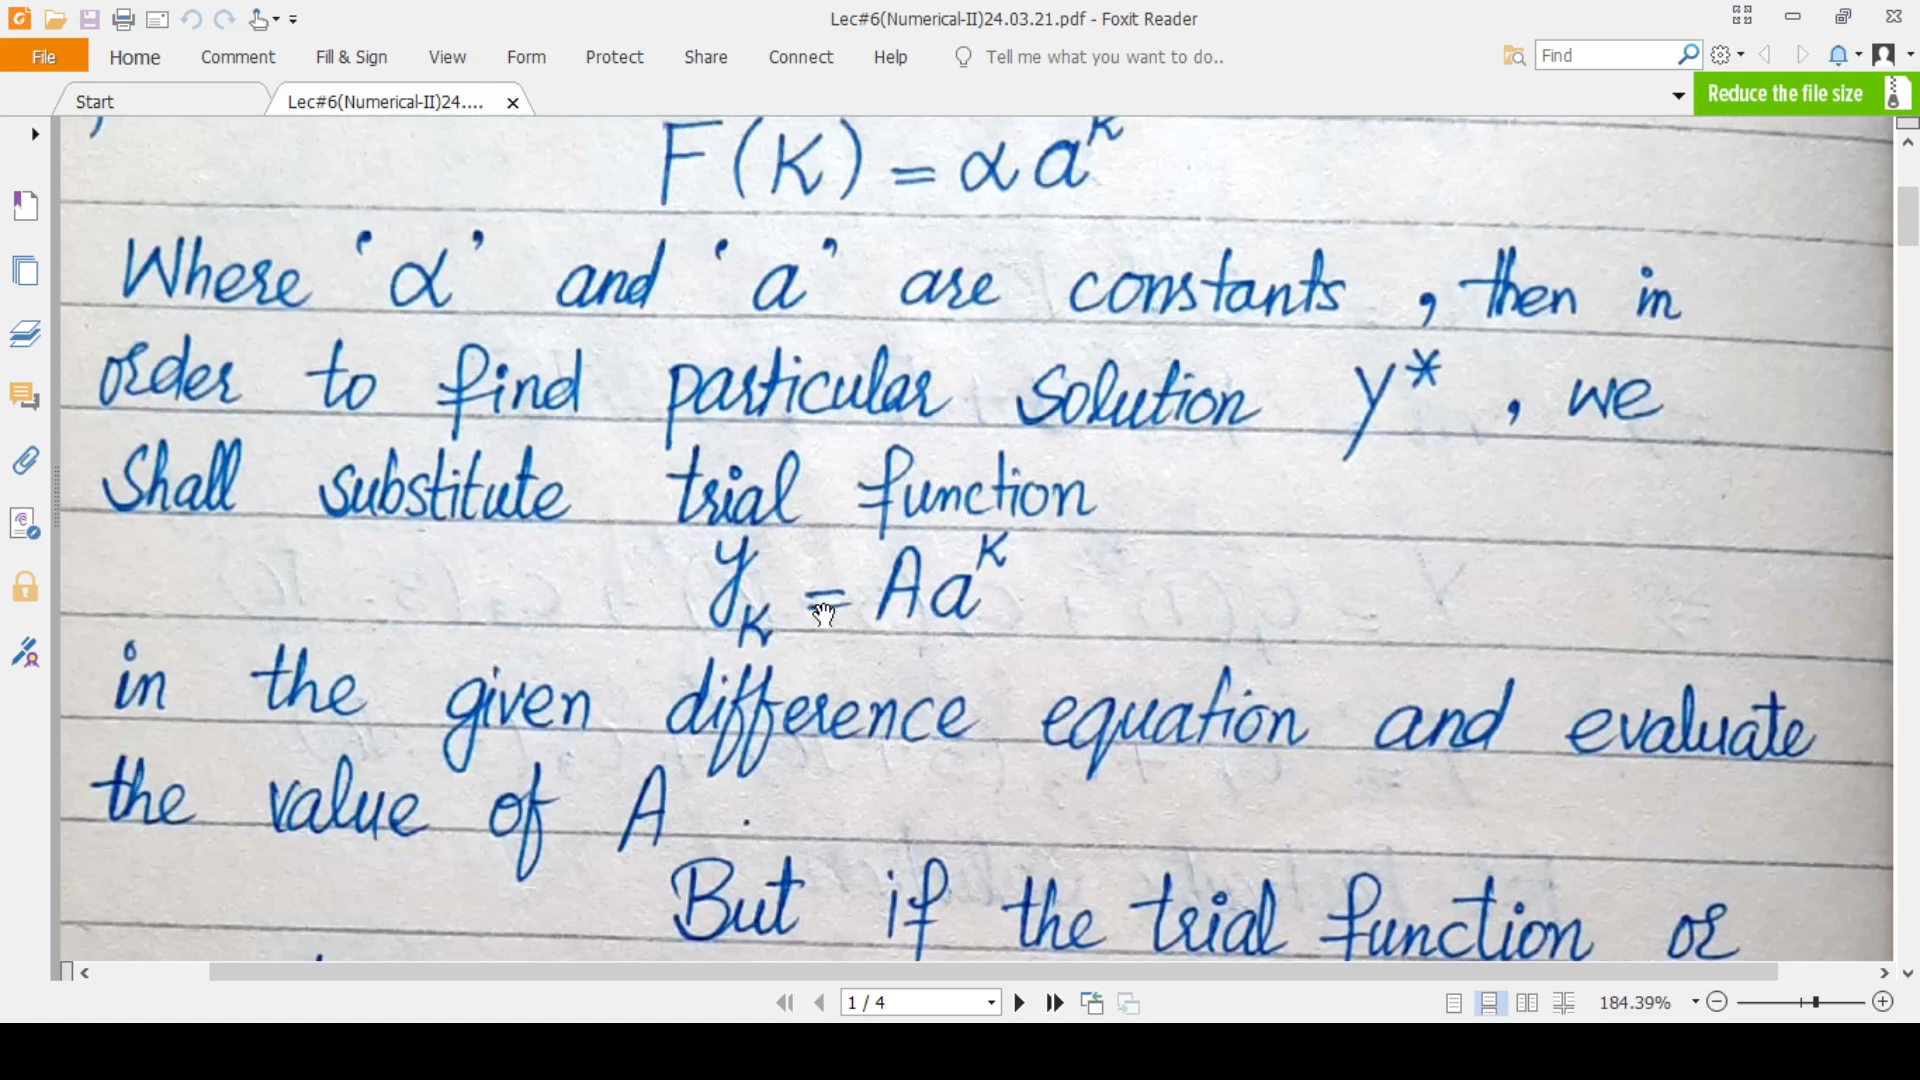 Lec#6(Numerical-II)24.03.21.pdf - Foxit Reader
File Home Comment Fill & Sign View Form Protect Share Connect Help Tell me what you want to do.. Find
Start Lec#6(Numerical-II)24.... Reduce the file size
F(K) = α a^K
Where 'α' and 'a' are constants, then in
order to find particular solution y*, we
Shall substitute trial function
y_K = A a^K
in the given difference equation and evaluate
the value of A.
But if the trial function or
1 / 4 184.39%